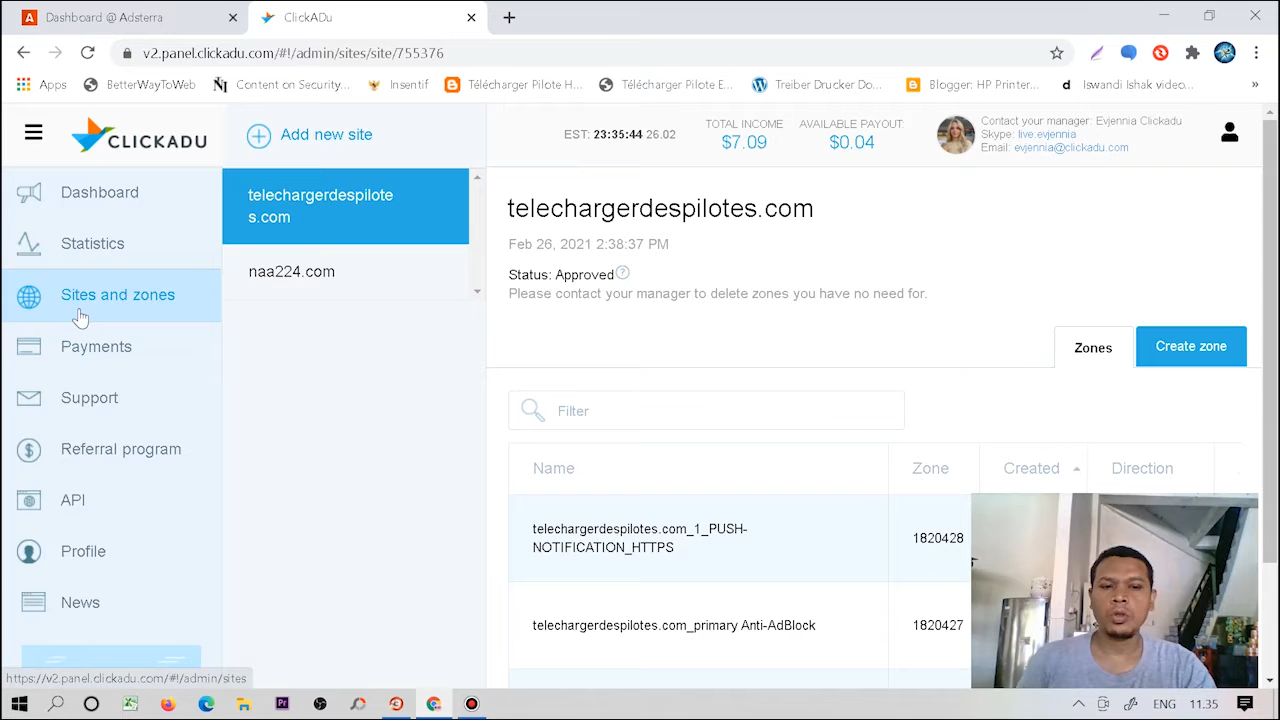 Dashboard @ Adsterra
ClickADu
v2.panel.clickadu.com/#!/admin/sites/site/755376
Apps
BetterWayToWeb
Content on Security...
Insentif
Télécharger Pilote H...
Télécharger Pilote E...
Treiber Drucker Do...
Blogger: HP Printer...
Iswandi Ishak video...
CLICKADU
Add new site
EST: 23:35:44 26.02
TOTAL INCOME
$7.09
AVAILABLE PAYOUT
$0.04
Contact your manager: Evjennia Clickadu
Skype: live:evjennia
Email: evjennia@clickadu.com
Dashboard
Statistics
Sites and zones
Payments
Support
Referral program
API
Profile
News
telechargerdespilote
s.com
naa224.com
telechargerdespilotes.com
Feb 26, 2021 2:38:37 PM
Status: Approved
Please contact your manager to delete zones you have no need for.
Zones
Create zone
Filter
Name
Zone
Created
Direction
telechargerdespilotes.com_1_PUSH-
NOTIFICATION_HTTPS
1820428
telechargerdespilotes.com_primary Anti-AdBlock
1820427
https://v2.panel.clickadu.com/#!/admin/sites
ENG
11.35